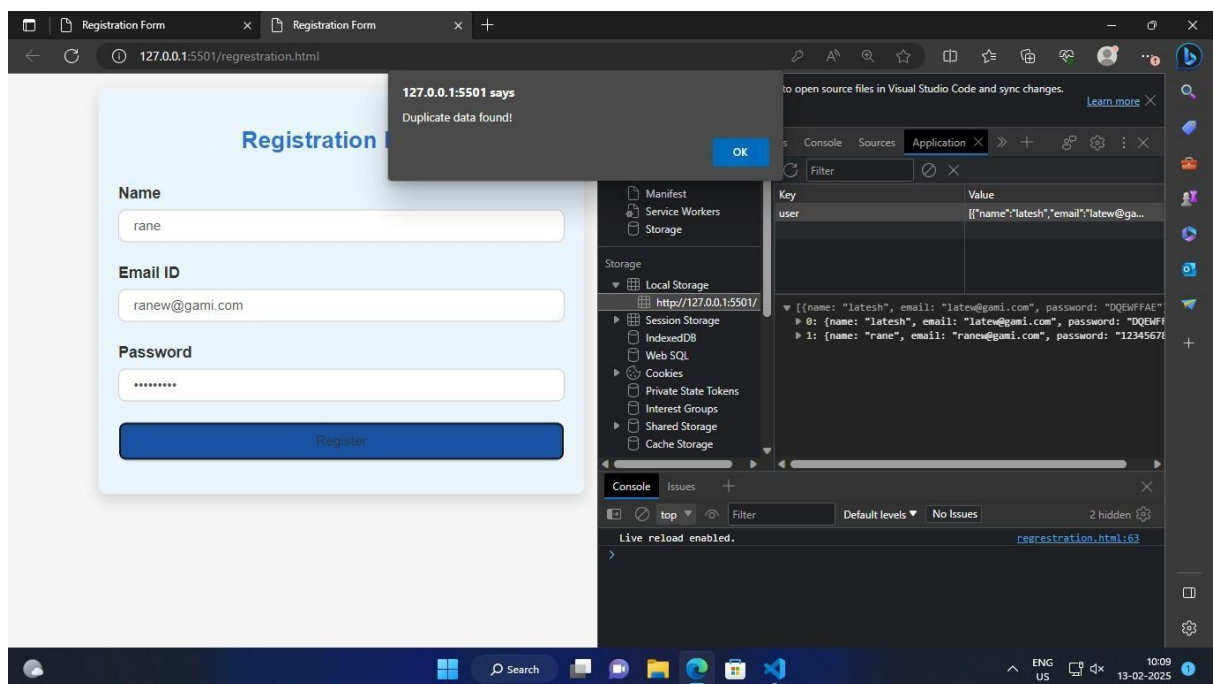 Registration Form
Registration Form
127.0.0.1:5501/regrestration.html
127.0.0.1:5501 says
Duplicate data found!
OK
to open source files in Visual Studio Code and sync changes.
Learn more
Registration
Name
rane
Email ID
ranew@gami.com
Password
Register
Console Sources Application
Filter
Manifest
Service Workers
Storage
Storage
Local Storage
http://127.0.0.1:5501/
Session Storage
IndexedDB
Web SQL
Cookies
Private State Tokens
Interest Groups
Shared Storage
Cache Storage
Key Value
user [{"name":"latesh","email":"latew@ga...
[{name: "latesh", email: "latew@gami.com", password: "DQEWFFAE"
0: {name: "latesh", email: "latew@gami.com", password: "DQEWF
1: {name: "rane", email: "ranew@gami.com", password: "12345678
Console Issues
top Filter Default levels No Issues 2 hidden
Live reload enabled. regrestration.html:63
Search
ENG
US
10:09
13-02-2025
1